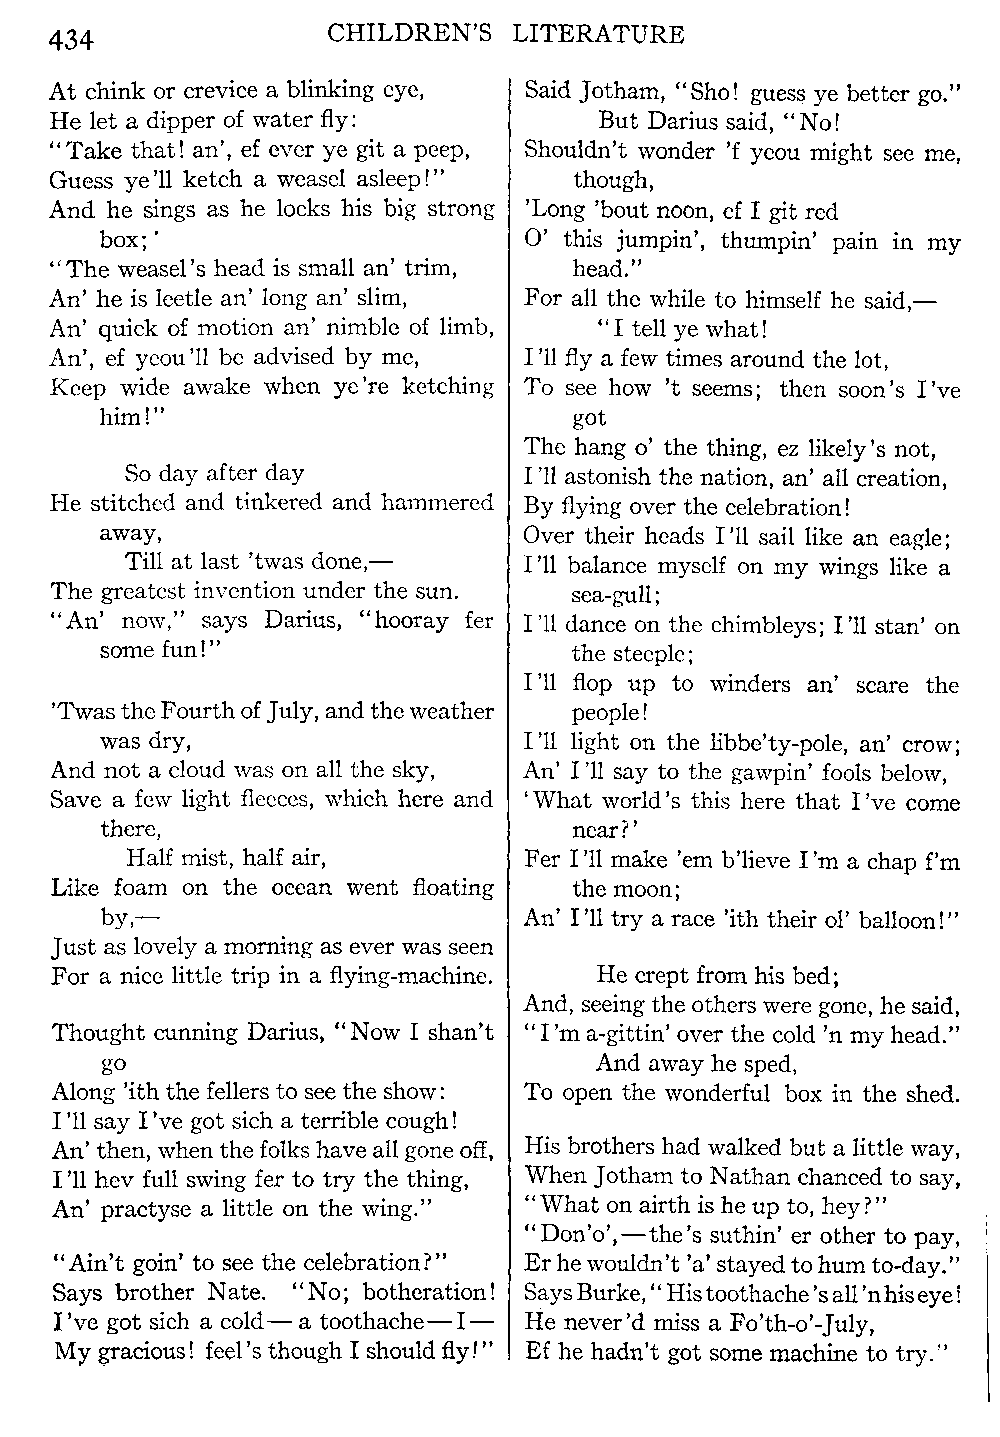 434
CHILDREN'S LITERATURE
At chink or crevice a blinking eye,
He let a dipper of water fly:
"Take that! an', ef ever ye git a peep,
Guess ye'll ketch a weasel asleep!"
And he sings as he locks his big strong
box;'
"The weasel's head is small an' trim,
An' he is leetle an' long an' slim,
An' quick of motion an' nimble of limb,
An', ef yeou'll be advised by me,
Keep wide awake when ye're ketching
him!"
So day after day
He stitched and tinkered and hammered
away,
Till at last 'twas done,—
The greatest invention under the sun.
"An' now," says Darius, "hooray fer
some fun!"
'Twas the Fourth of July, and the weather
was dry,
And not a cloud was on all the sky,
Save a few light fleeces, which here and
there,
Half mist, half air,
Like foam on the ocean went floating
by,—
Just as lovely a morning as ever was seen
For a nice little trip in a flying-machine.
Thought cunning Darius, "Now I shan't
go
Along 'ith the fellers to see the show:
I'll say I've got sich a terrible cough!
An' then, when the folks have all gone off,
I'll hev full swing fer to try the thing,
An' practyse a little on the wing."
"Ain't goin' to see the celebration?"
Says brother Nate. "No; botheration!
I've got sich a cold—a toothache—I—
My gracious! feel's though I should fly!"
Said Jotham, "Sho! guess ye better go."
But Darius said, "No!
Shouldn't wonder 'f yeou might see me,
though,
'Long 'bout noon, ef I git red
O' this jumpin', thumpin' pain in my
head."
For all the while to himself he said,—
"I tell ye what!
I'll fly a few times around the lot,
To see how 't seems; then soon's I've
got
The hang o' the thing, ez likely's not,
I'll astonish the nation, an' all creation,
By flying over the celebration!
Over their heads I'll sail like an eagle;
I'll balance myself on my wings like a
sea-gull;
I'll dance on the chimbleys; I'll stan' on
the steeple;
I'll flop up to winders an' scare the
people!
I'll light on the libbe'ty-pole, an' crow;
An' I'll say to the gawpin' fools below,
'What world's this here that I've come
near?'
Fer I'll make 'em b'lieve I'm a chap f'm
the moon;
An' I'll try a race 'ith their ol' balloon!"
He crept from his bed;
And, seeing the others were gone, he said,
"I'm a-gittin' over the cold 'n my head."
And away he sped,
To open the wonderful box in the shed.
His brothers had walked but a little way,
When Jotham to Nathan chanced to say,
"What on airth is he up to, hey?"
"Don'o',—the's suthin' er other to pay,
Er he wouldn't 'a' stayed to hum to-day."
Says Burke, "His toothache's all 'n his eye!
He never'd miss a Fo'th-o'-July,
Ef he hadn't got some machine to try."